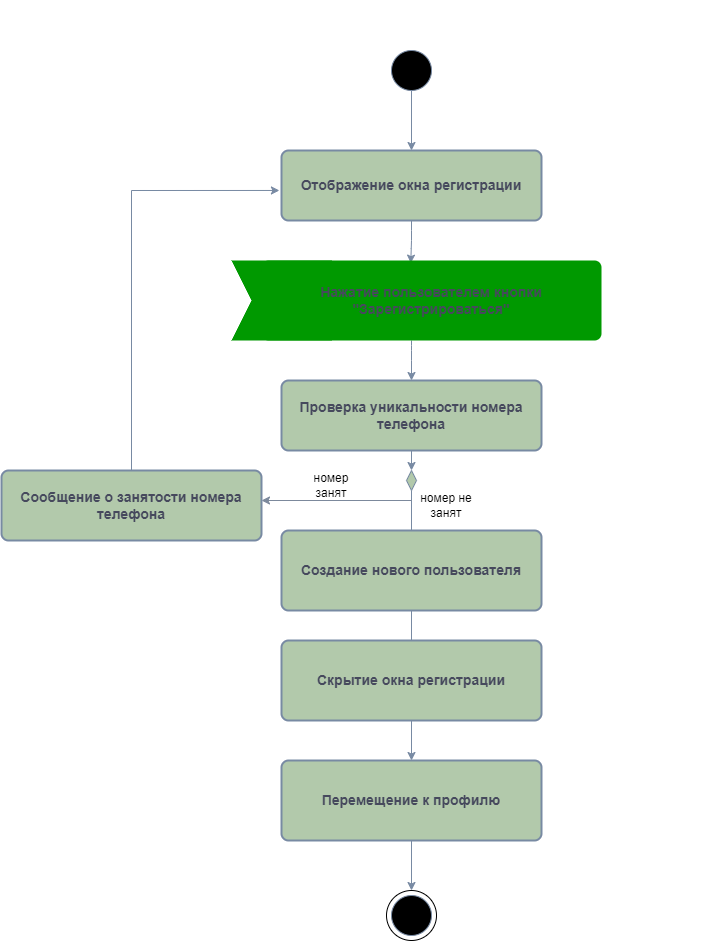 Отображение окна регистрации
Нажатие пользователем кнопки
"Зарегистрироваться"
Проверка уникальности номера
телефона
номер
занят
номер не
занят
Сообщение о занятости номера
телефона
Создание нового пользователя
Скрытие окна регистрации
Перемещение к профилю